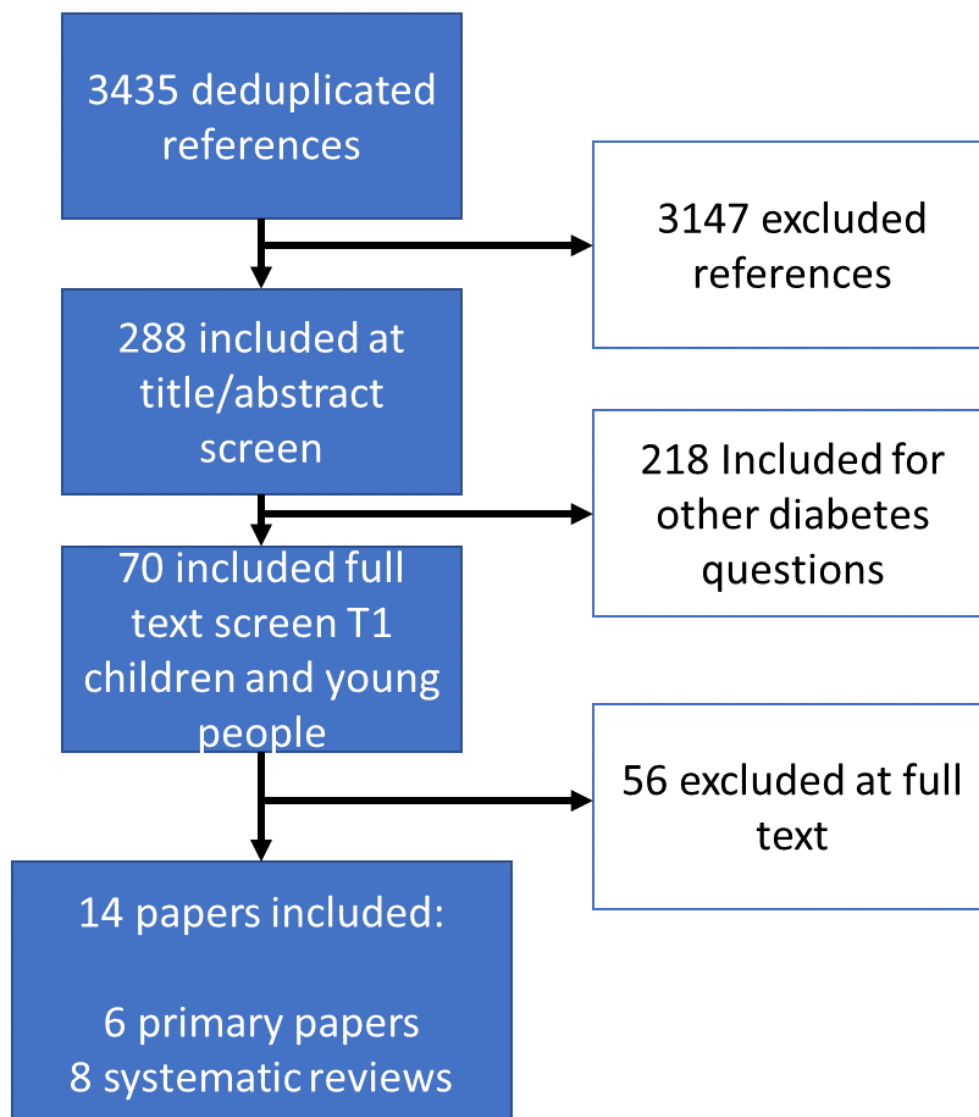 3435 deduplicated
references
3147 excluded
references
288 included at
title/abstract
screen
218 Included for
other diabetes
questions
70 included full
text screen T1
children and young
people
56 excluded at full
text
14 papers included:
6 primary papers
8 systematic reviews